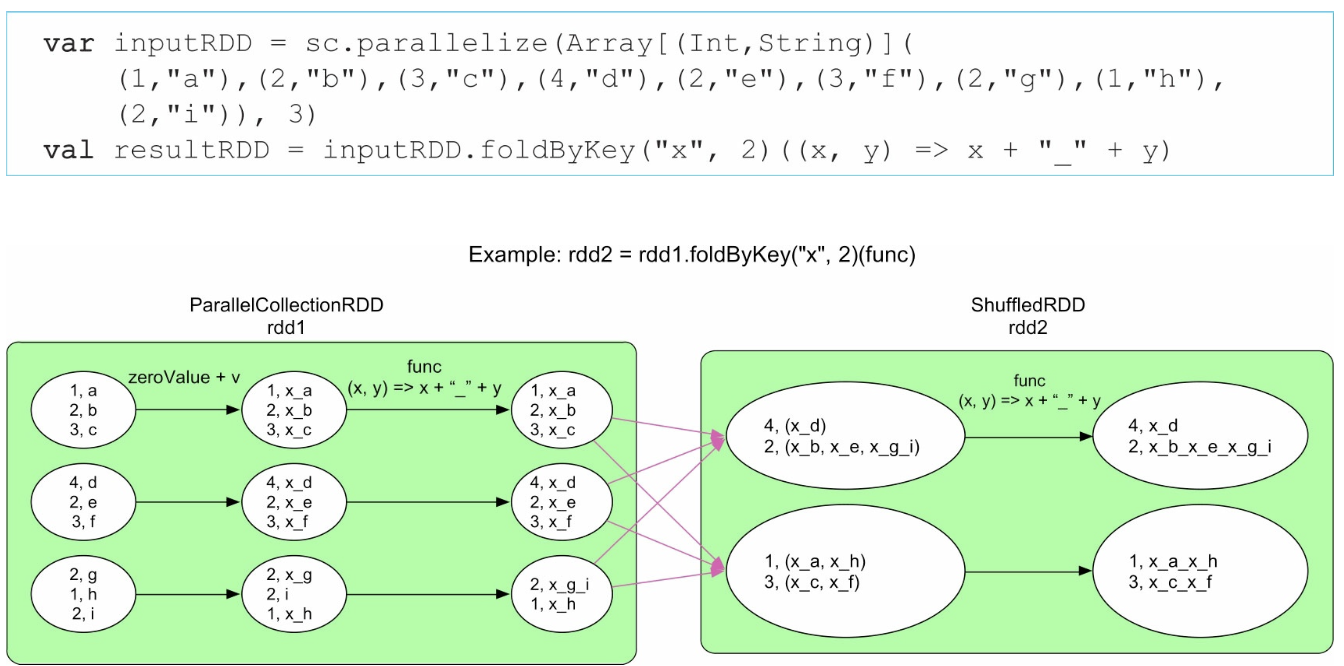 var inputRDD = sc.parallelize(Array[(Int,String)](
(1,"a"),(2,"b"),(3,"c"),(4,"d"),(2,"e"),(3,"f"),(2,"g"),(1,"h"),
(2,"i")), 3)
val resultRDD = inputRDD.foldByKey("x", 2)((x, y) => x + "_" + y)
Example: rdd2 = rdd1.foldByKey("x", 2)(func)
ParallelCollectionRDD
rdd1
1, a
2, b
3, c
zeroValue + v
1, x_a
2, x_b
3, x_c
func
(x, y) => x + “_” + y
1, x_a
2, x_b
3, x_c
4, d
2, e
3, f
4, x_d
2, x_e
3, x_f
4, x_d
2, x_e
3, x_f
2, g
1, h
2, i
2, x_g
2, i
1, x_h
2, x_g_i
1, x_h
ShuffledRDD
rdd2
4, (x_d)
2, (x_b, x_e, x_g_i)
func
(x, y) => x + “_” + y
4, x_d
2, x_b_x_e_x_g_i
1, (x_a, x_h)
3, (x_c, x_f)
1, x_a_x_h
3, x_c_x_f